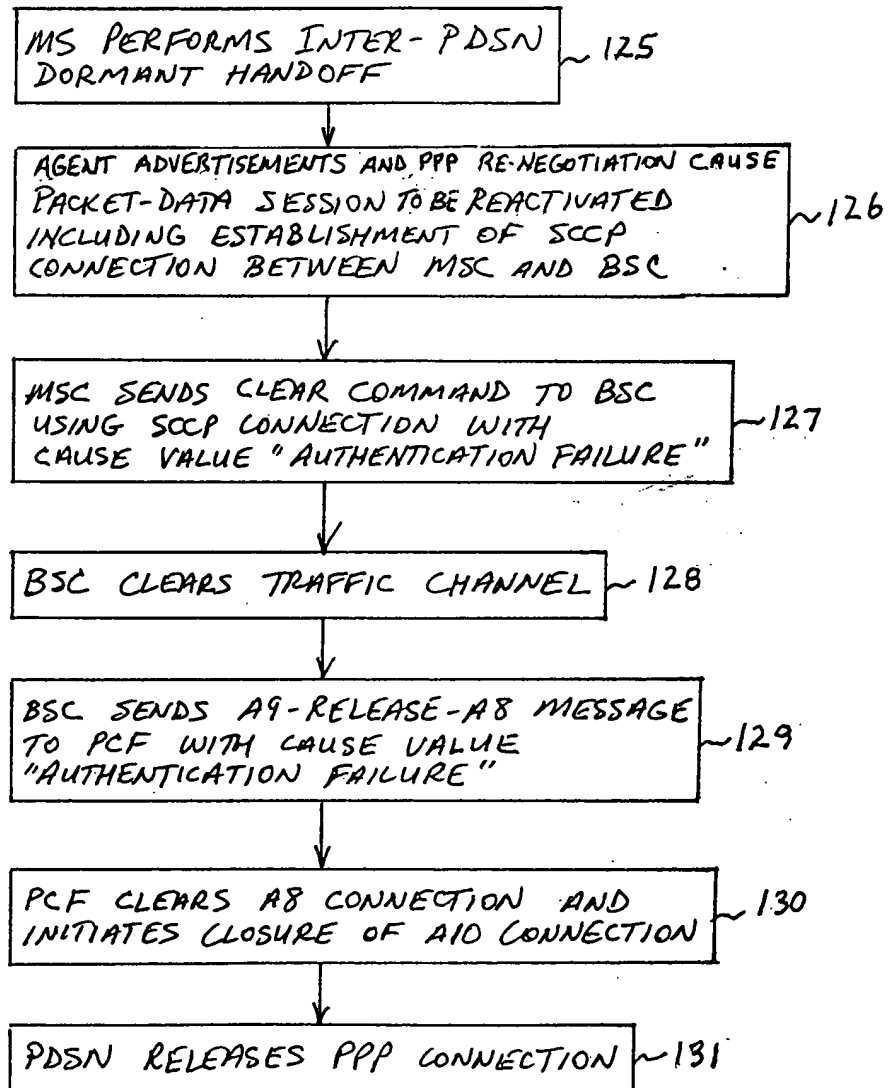 MS PERFORMS INTER-PDSN
DORMANT HANDOFF
125
AGENT ADVERTISEMENTS AND PPP RE-NEGOTIATION CAUSE
PACKET-DATA SESSION TO BE REACTIVATED
INCLUDING ESTABLISHMENT OF SCCP
CONNECTION BETWEEN MSC AND BSC
126
MSC SENDS CLEAR COMMAND TO BSC
USING SCCP CONNECTION WITH
CAUSE VALUE "AUTHENTICATION FAILURE"
127
BSC CLEARS TRAFFIC CHANNEL
128
BSC SENDS A9-RELEASE-A8 MESSAGE
TO PCF WITH CAUSE VALUE
"AUTHENTICATION FAILURE"
129
PCF CLEARS A8 CONNECTION AND
INITIATES CLOSURE OF A10 CONNECTION
130
PDSN RELEASES PPP CONNECTION
131